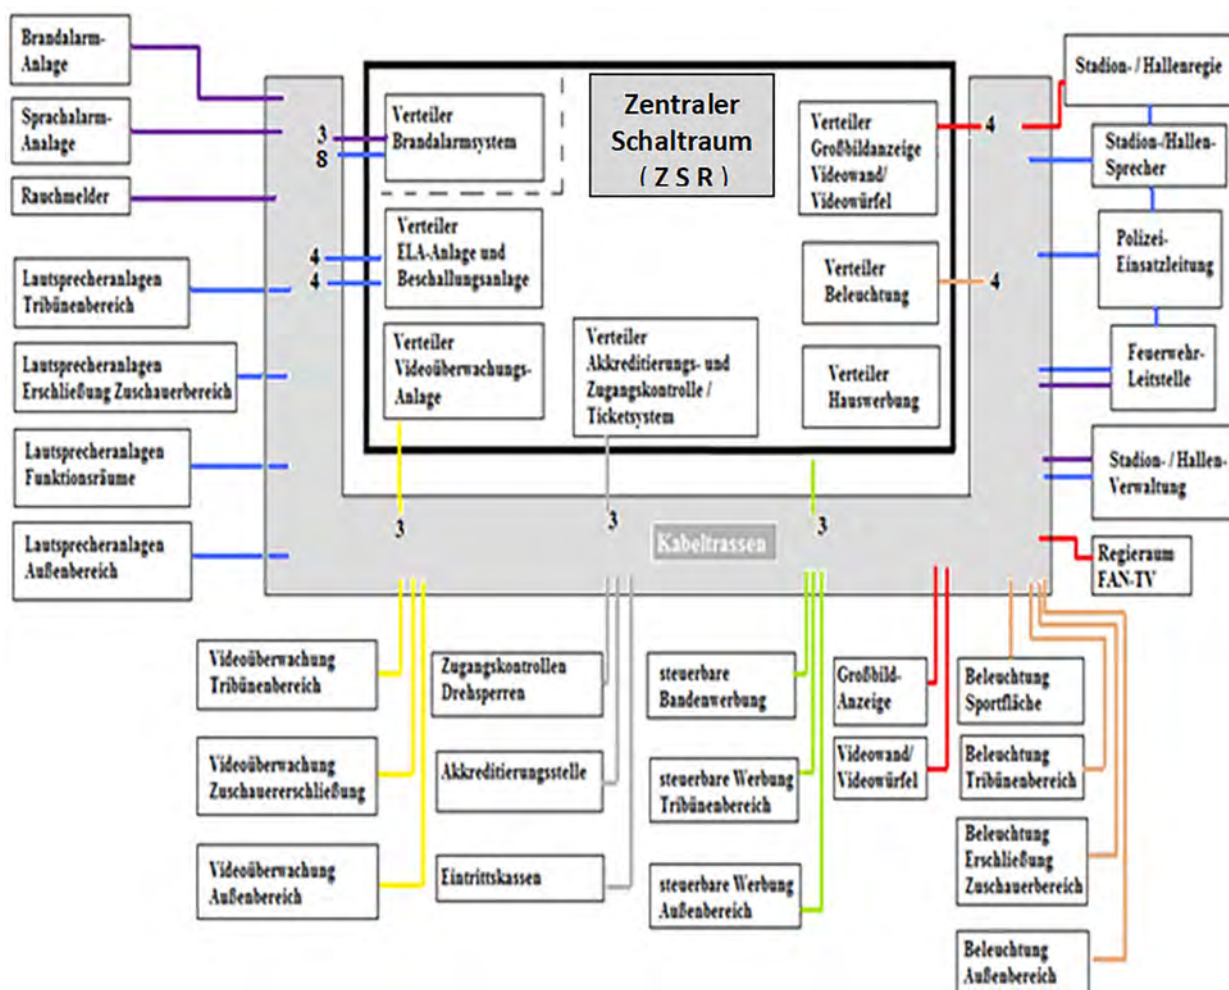 Brandalarm-
Anlage
Sprachalarm-
Analage
Rauchmelder
Lautsprecheranlagen
Tribünenbereich
Lautsprecheranlagen
Erschließung Zuschauerbereich
Lautsprecheranlagen
Funktionsräume
Lautsprecheranlagen
Außenbereich
3
8
4
4
Verteiler
Brandalarmsystem
Verteiler
ELA-Anlage und
Beschallungsanlage
Verteiler
Videoüberwachungs-
Anlage
Zentraler
Schaltraum
( Z S R )
Verteiler
Akkreditierungs- und
Zugangskontrolle /
Ticketsystem
Verteiler
Großbildanzeige
Videowand/
Videowürfel
Verteiler
Beleuchtung
Verteiler
Hauswerbung
4
4
3
3
3
Kabeltrassen
Stadion- / Hallenregie
Stadion-/Hallen-
Sprecher
Polizei-
Einsatzleitung
Feuerwehr-
Leitstelle
Stadion- / Hallen-
Verwaltung
Regieraum
FAN-TV
Videoüberwachung
Tribünenbereich
Videoüberwachung
Zuschauererschließung
Videoüberwachung
Außenbereich
Zugangskontrollen
Drehsperren
Akkreditierungsstelle
Eintrittskassen
steuerbare
Bandenwerbung
steuerbare Werbung
Tribünenbereich
steuerbare Werbung
Außenbereich
Großbild-
Anzeige
Videowand/
Videowürfel
Beleuchtung
Sportfläche
Beleuchtung
Tribünenbereich
Beleuchtung
Erschließung
Zuschauerbereich
Beleuchtung
Außenbereich